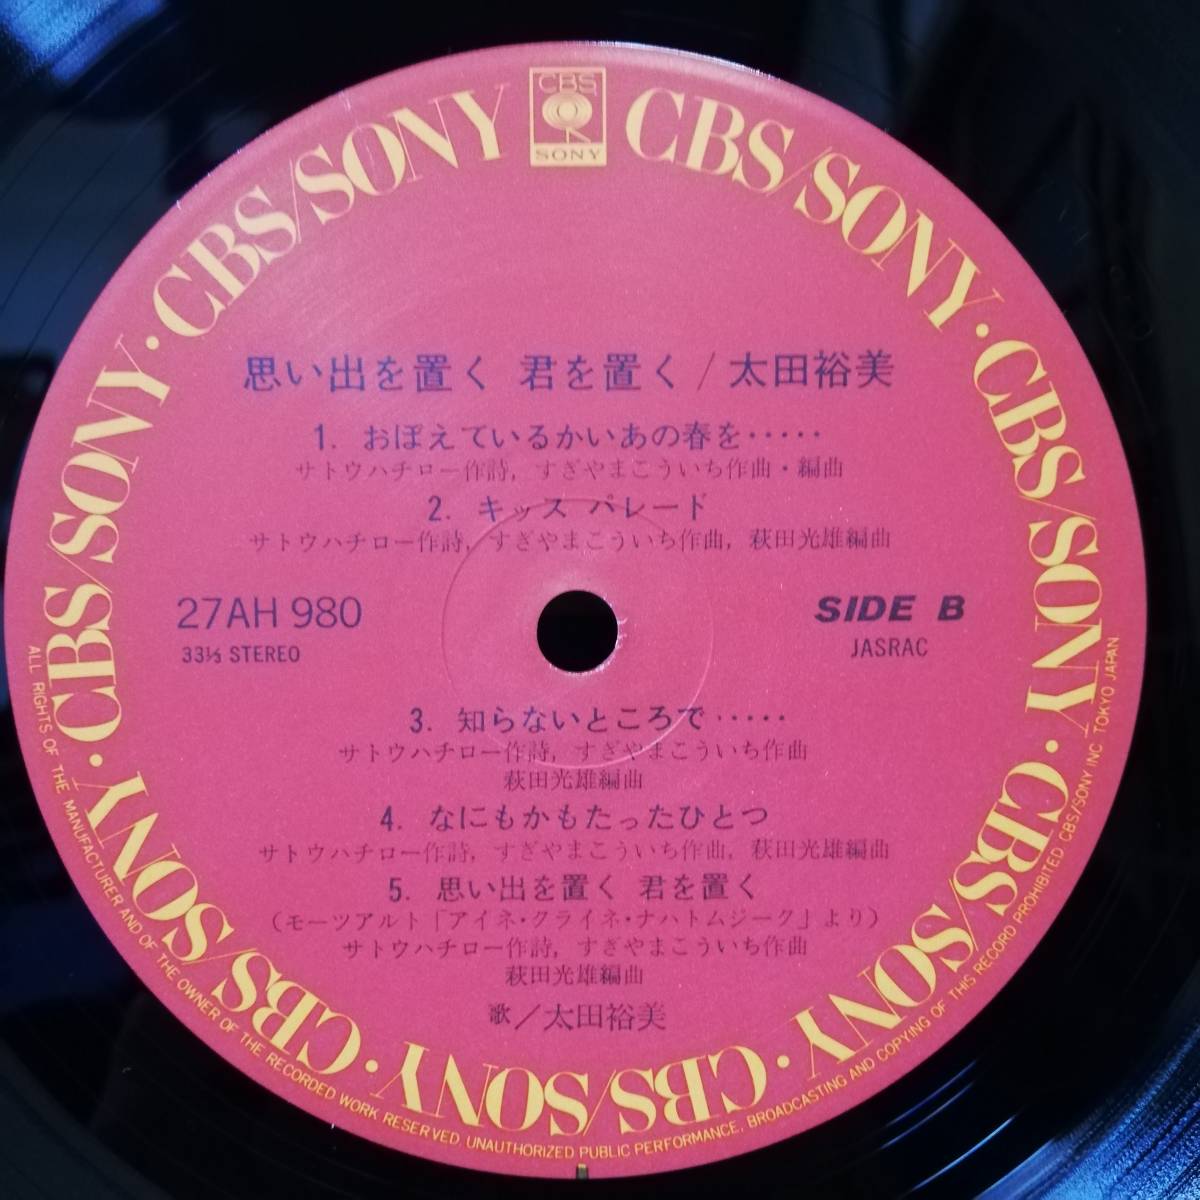 CBS
SONY
CBS/SONY · CBS/SONY · CBS/SONY · CBS/SONY · CBS/SONY · CBS/SONY · CBS/SONY · CBS/SONY
思い出を置く 君を置く/太田裕美
1. おぼえているかいあの春を‥‥‥
サトウハチロー作詩, すぎやまこういち作曲・編曲
2. キッス パレード
サトウハチロー作詩, すぎやまこういち作曲, 萩田光雄編曲
27AH 980
33⅓ STEREO
SIDE B
JASRAC
3. 知らないところで‥‥‥
サトウハチロー作詩, すぎやまこういち作曲
萩田光雄編曲
4. なにもかもたったひとつ
サトウハチロー作詩, すぎやまこういち作曲, 萩田光雄編曲
5. 思い出を置く 君を置く
(モーツアルト「アイネ・クライネ・ナハトムジーク」より)
サトウハチロー作詩, すぎやまこういち作曲
萩田光雄編曲
歌/太田裕美
ALL RIGHTS OF THE MANUFACTURER AND OF THE OWNER OF THE RECORDED WORK RESERVED. UNAUTHORIZED PUBLIC PERFORMANCE, BROADCASTING AND COPYING OF THIS RECORD PROHIBITED CBS/SONY INC. TOKYO JAPAN